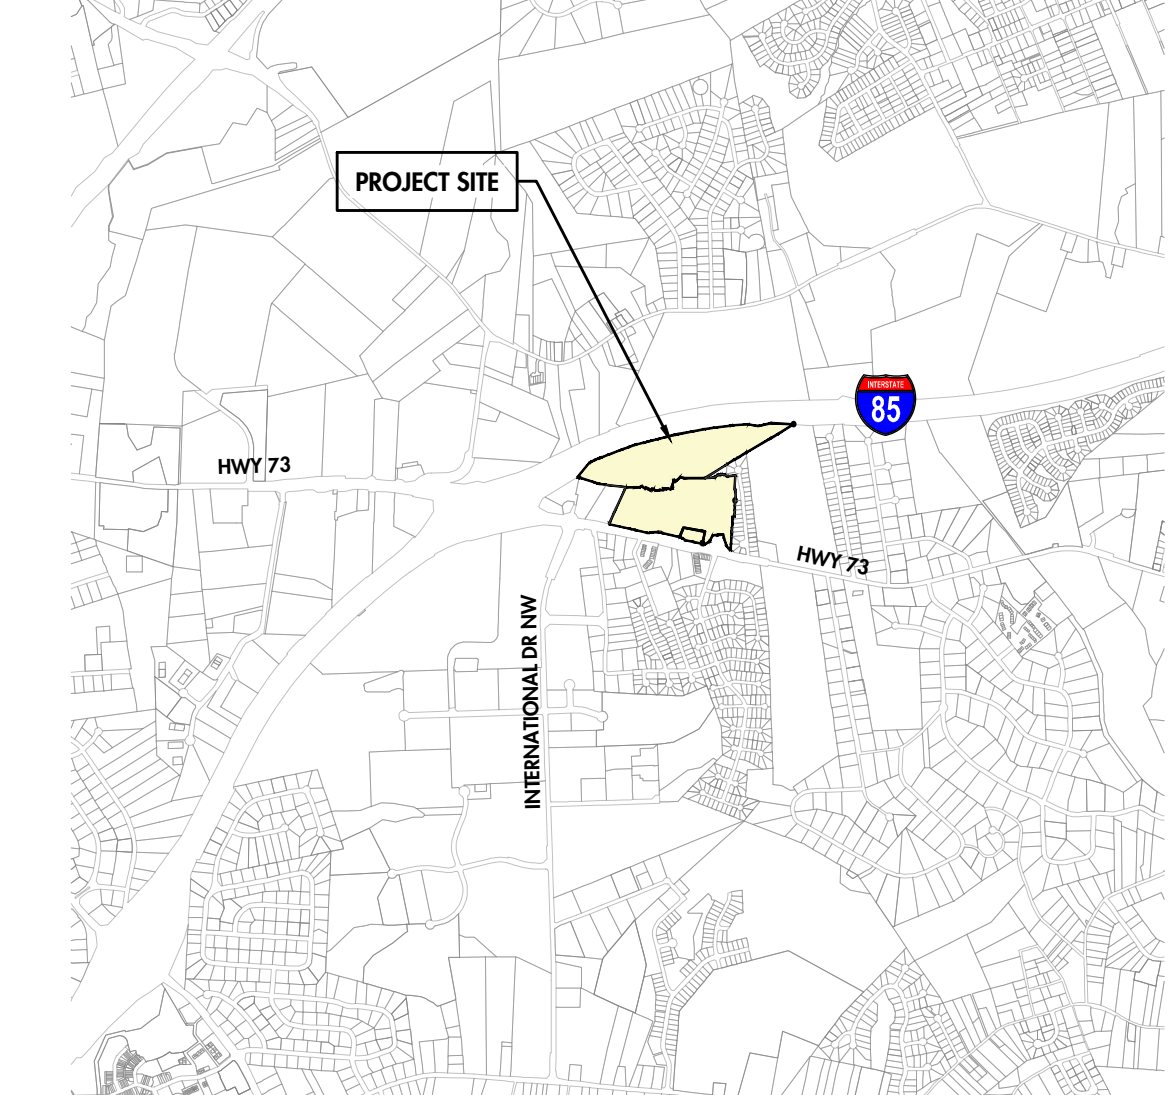 PROJECT SITE
INTERSTATE
85
HWY 73
HWY 73
INTERNATIONAL DR NW